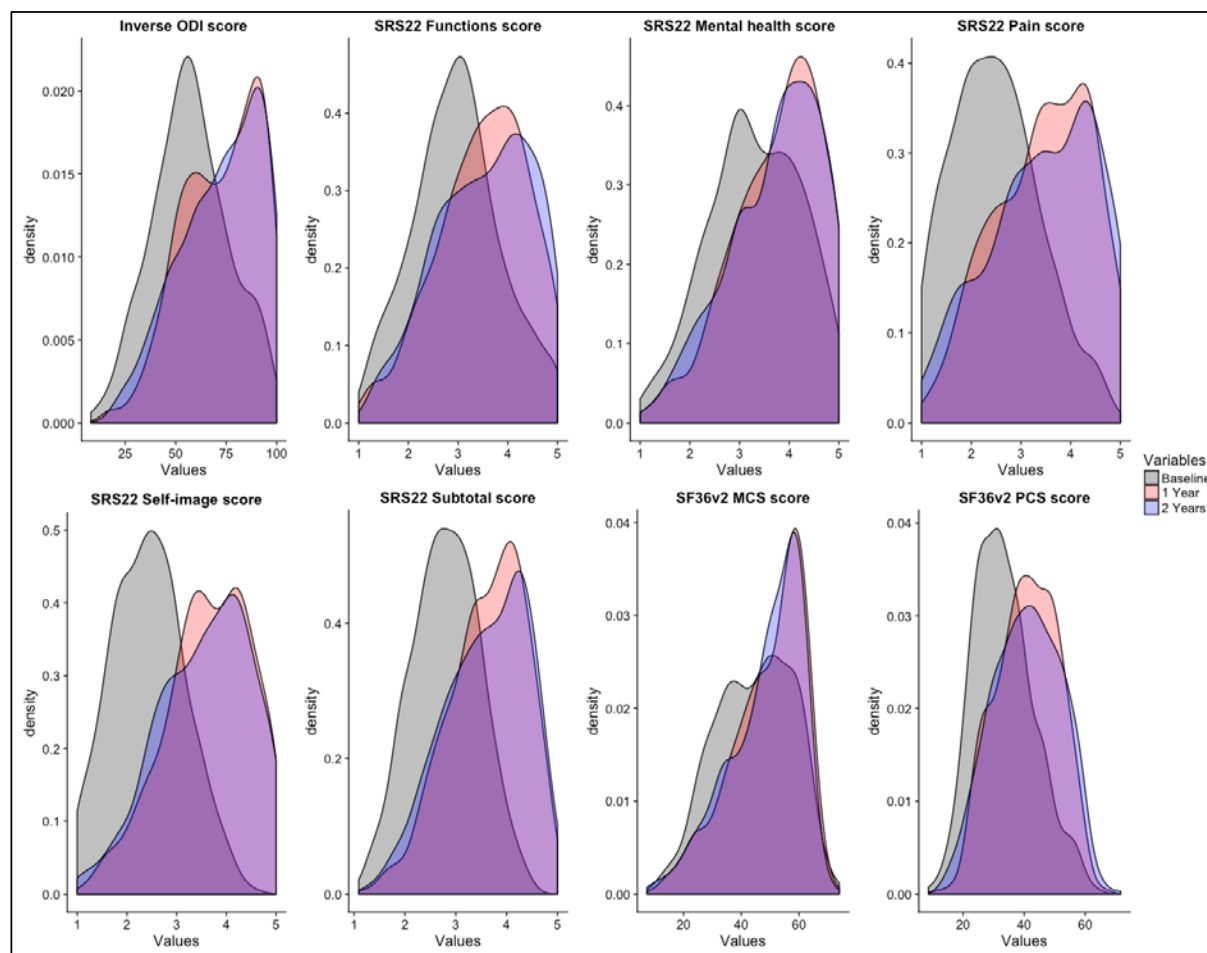 Inverse ODI score
SRS22 Functions score
SRS22 Mental health score
SRS22 Pain score
density
0.020
0.015
0.010
0.005
0.000
25 50 75 100
Values
density
0.4
0.3
0.2
0.1
0.0
1 2 3 4 5
Values
density
0.4
0.3
0.2
0.1
0.0
1 2 3 4 5
Values
density
0.4
0.3
0.2
0.1
0.0
1 2 3 4 5
Values
Variables
Baseline
1 Year
2 Years
SRS22 Self-image score
SRS22 Subtotal score
SF36v2 MCS score
SF36v2 PCS score
density
0.5
0.4
0.3
0.2
0.1
0.0
1 2 3 4 5
Values
density
0.4
0.2
0.0
1 2 3 4 5
Values
density
0.04
0.03
0.02
0.01
0.00
20 40 60
Values
density
0.04
0.03
0.02
0.01
0.00
20 40 60
Values